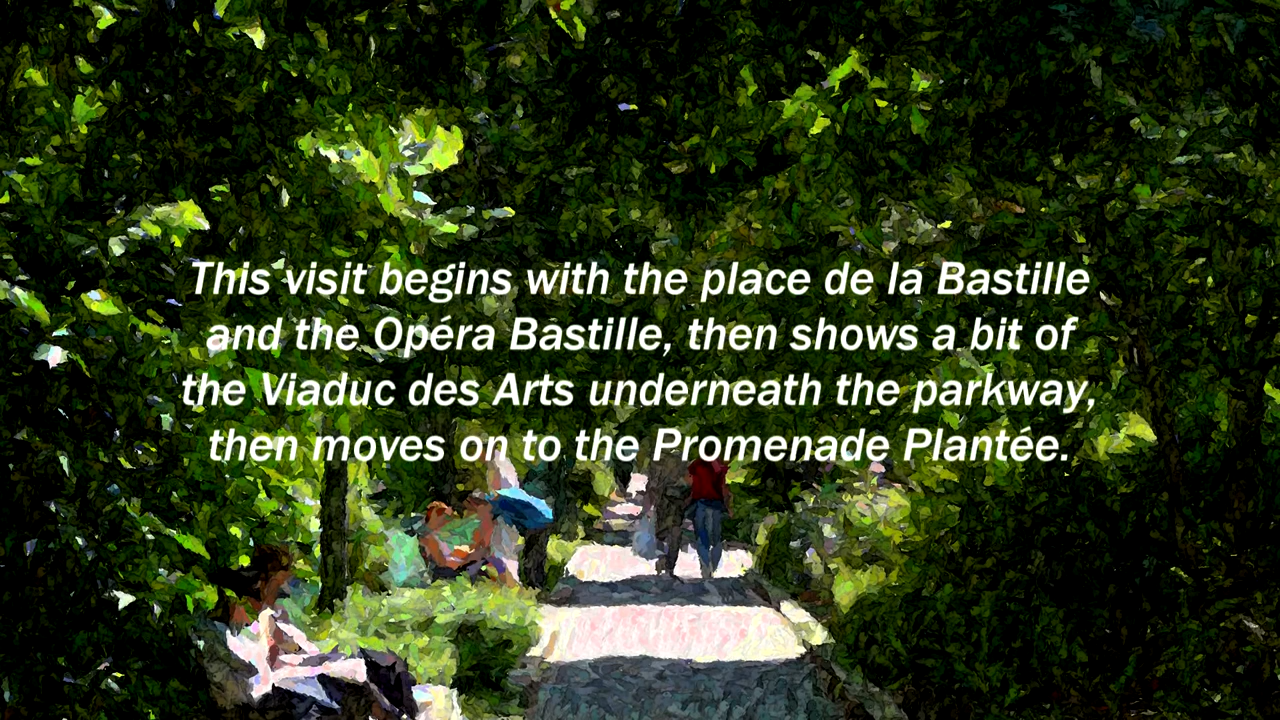 This visit begins with the place de la Bastille
and the Opéra Bastille, then shows a bit of
the Viaduc des Arts underneath the parkway,
then moves on to the Promenade Plantée.